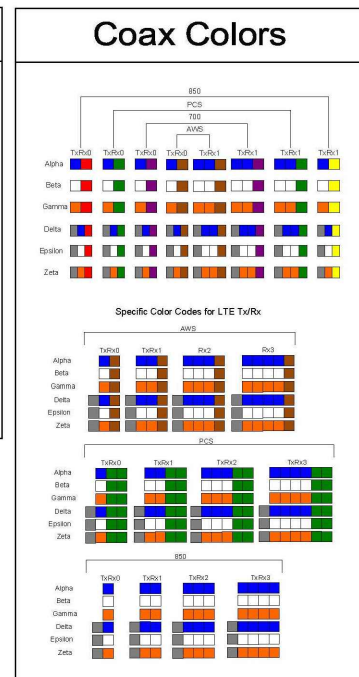 Coax Colors
850
PCS
700
AWS
TxRx0 TxRx0 TxRx0 TxRx0 TxRx1 TxRx1 TxRx1 TxRx1
Alpha
Beta
Gamma
Delta
Epsilon
Zeta
Specific Color Codes for LTE Tx/Rx
AWS
TxRx0 TxRx1 Rx2 Rx3
Alpha
Beta
Gamma
Delta
Epsilon
Zeta
PCS
TxRx0 TxRx1 TxRx2 TxRx3
Alpha
Beta
Gamma
Delta
Epsilon
Zeta
850
TxRx0 TxRx1 TxRx2 TxRx3
Alpha
Beta
Gamma
Delta
Epsilon
Zeta